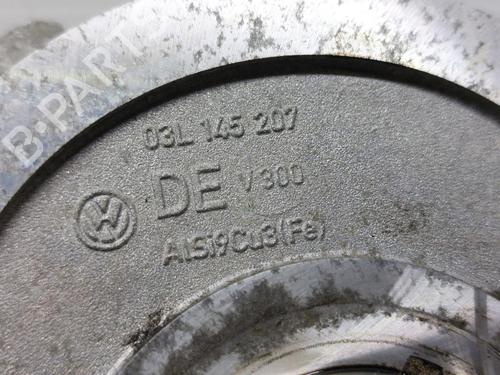 B-PARTS
03L 145 207
DE V300
AlSi9Cu3(Fe)